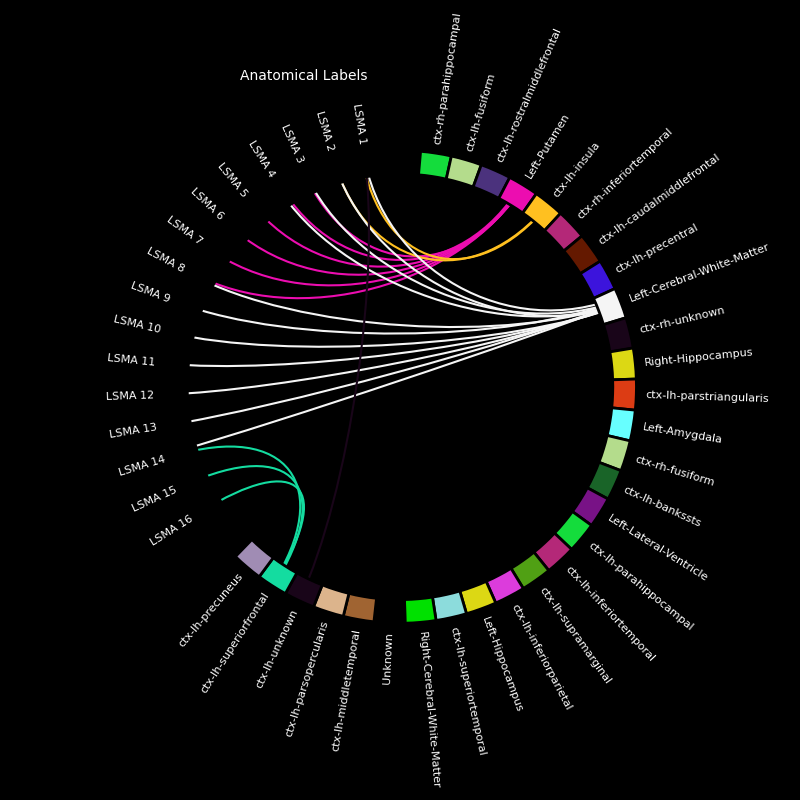 Anatomical Labels
LSMA 1
LSMA 2
LSMA 3
LSMA 4
LSMA 5
LSMA 6
LSMA 7
LSMA 8
LSMA 9
LSMA 10
LSMA 11
LSMA 12
LSMA 13
LSMA 14
LSMA 15
LSMA 16
ctx-lh-precuneus
ctx-lh-superiorfrontal
ctx-lh-unknown
ctx-lh-parsopercularis
ctx-lh-middletemporal
Unknown
Right-Cerebral-White-Matter
ctx-lh-superiortemporal
Left-Hippocampus
ctx-lh-inferiorparietal
ctx-lh-supramarginal
ctx-lh-inferiortemporal
ctx-lh-parahippocampal
Left-Lateral-Ventricle
ctx-lh-bankssts
ctx-rh-fusiform
Left-Amygdala
ctx-lh-parstriangularis
Right-Hippocampus
ctx-rh-unknown
Left-Cerebral-White-Matter
ctx-lh-precentral
ctx-lh-caudalmiddlefrontal
ctx-rh-inferiortemporal
ctx-lh-insula
Left-Putamen
ctx-lh-rostralmiddlefrontal
ctx-lh-fusiform
ctx-rh-parahippocampal